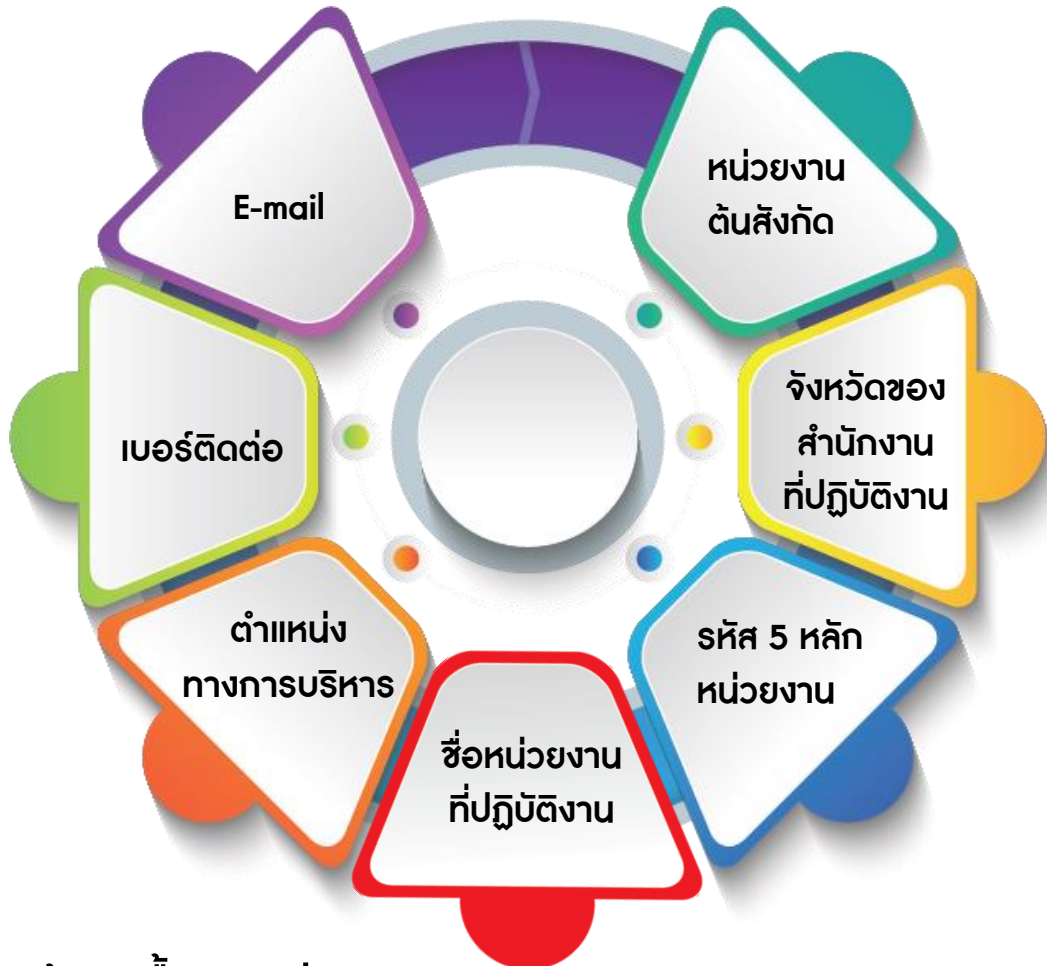 E-mail
หน่วยงาน
ต้นสังกัด
จังหวัดของ
สำนักงาน
ที่ปฏิบัติงาน
รหัส 5 หลัก
หน่วยงาน
ชื่อหน่วยงาน
ที่ปฏิบัติงาน
ตำแหน่ง
ทางการบริหาร
เบอร์ติดต่อ